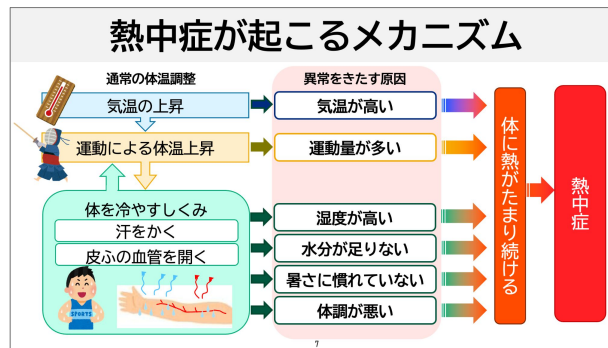 熱中症が起こるメカニズム
通常の体温調整
異常をきたす原因
気温の上昇
気温が高い
運動による体温上昇
運動量が多い
体を冷やすしくみ
汗をかく
皮ふの血管を開く
湿度が高い
水分が足りない
暑さに慣れていない
体調が悪い
体に熱がたまり続ける
熱中症
SPORTS
7